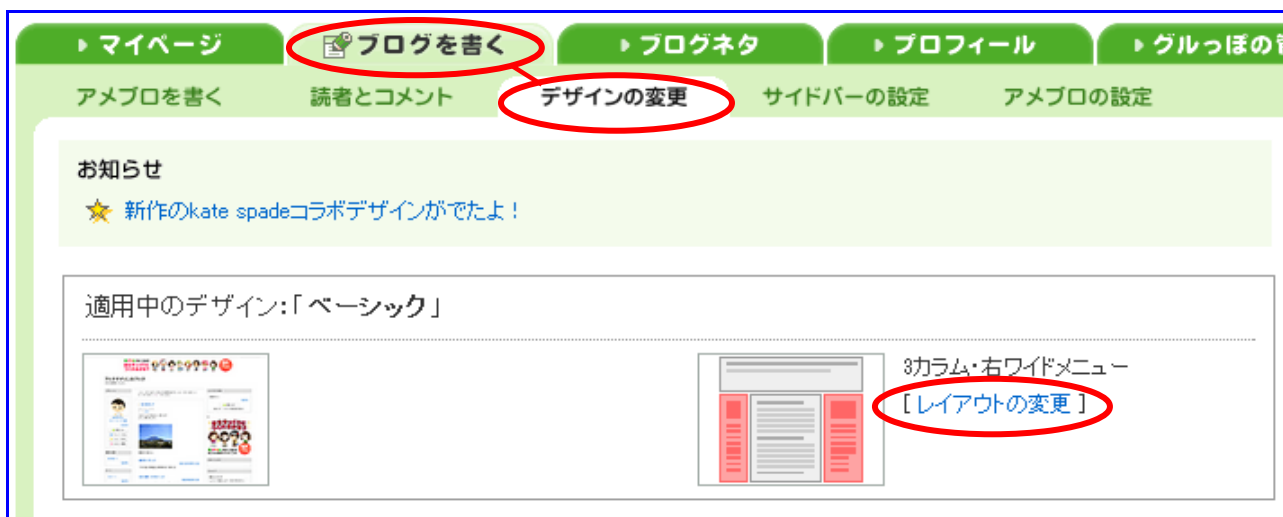 マイページ ブログを書く ブログネタ プロフィール グルっぽの
アメブロを書く 読者とコメント デザインの変更 サイドバーの設定 アメブロの設定
お知らせ
新作のkate spadeコラボデザインがでたよ！
適用中のデザイン:「ベーシック」
3カラム・右ワイドメニュー
[ レイアウトの変更 ]